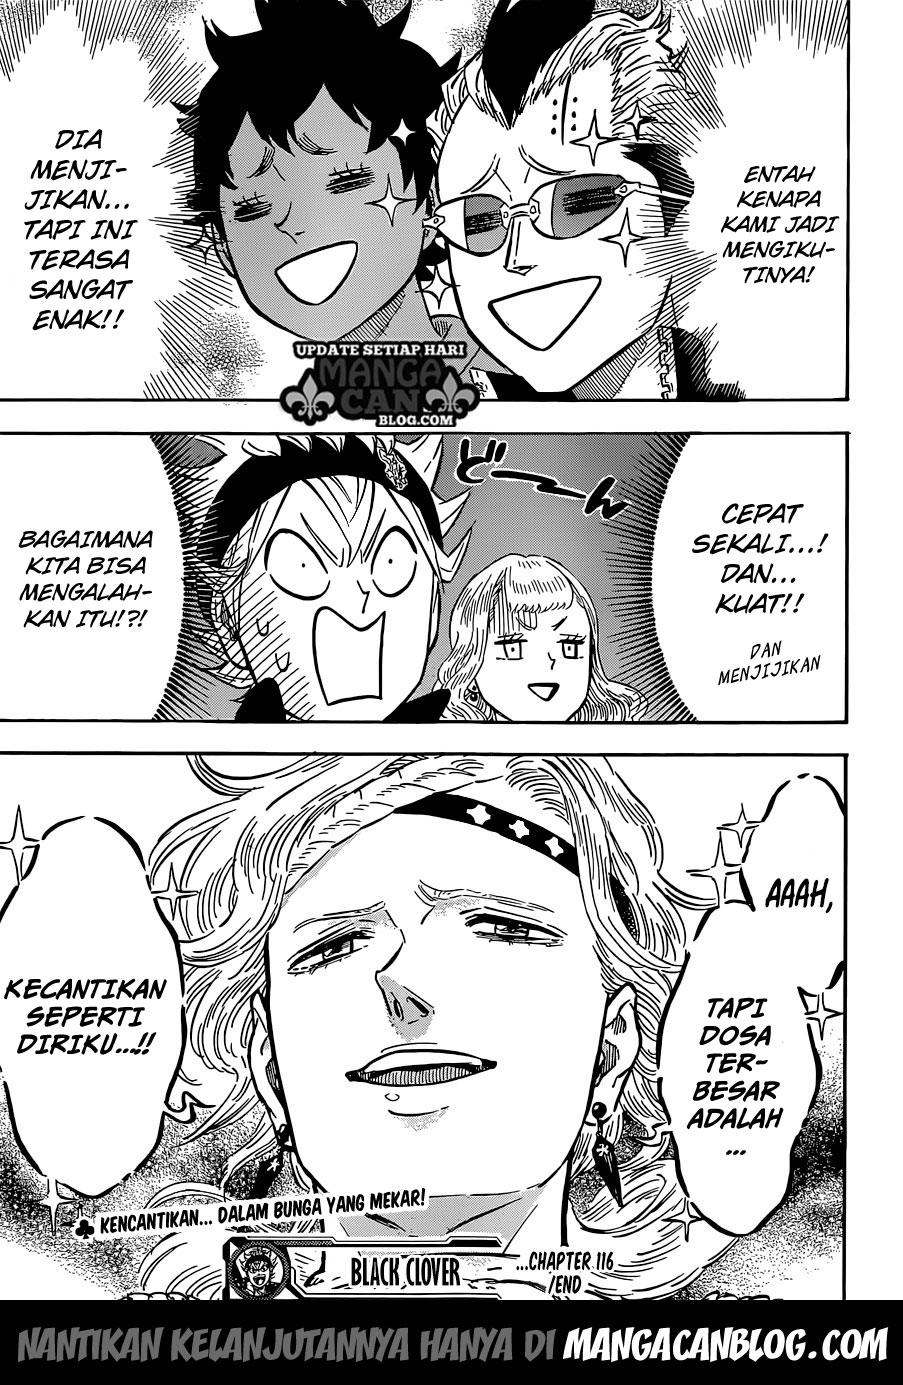 ENTAH
KENAPA
KAMI JADI
MENGIKU-
TINYA!
DIA
MENJI-
JIKAN...
TAPI INI
TERASA
SANGAT
ENAK!!
UPDATE SETIAP HARI
MANGA
CAN
BLOG.COM
CEPAT
SEKALI...!
DAN...
KUAT!!
DAN
MENJIJIKAN
どーん
BAGAIMANA
KITA BISA
MENGALAH-
KAN ITU!?!
AAAH,
TAPI
DOSA
TER-
BESAR
ADALAH
...
KECANTIKAN
SEPERTI
DIRIKU...!!
♣ KENCANTIKAN... DALAM BUNGA YANG MEKAR!
BLACK CLOVER
...CHAPTER 116
/END
NANTIKAN KELANJUTANNYA HANYA DI MANGACANBLOG.COM